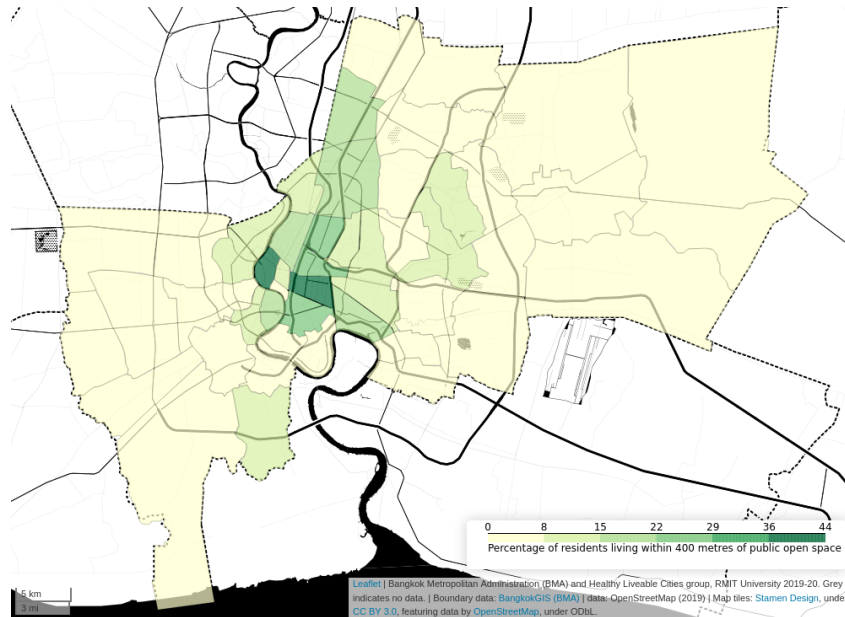 0 8 15 22 29 36 44
Percentage of residents living within 400 metres of public open space
5 km
3 mi
Leaflet | Bangkok Metropolitan Administration (BMA) and Healthy Liveable Cities group, RMIT University 2019-20. Grey
indicates no data. | Boundary data: BangkokGIS (BMA) | data: OpenStreetMap (2019) | Map tiles: Stamen Design, unde
CC BY 3.0, featuring data by OpenStreetMap, under ODbL.